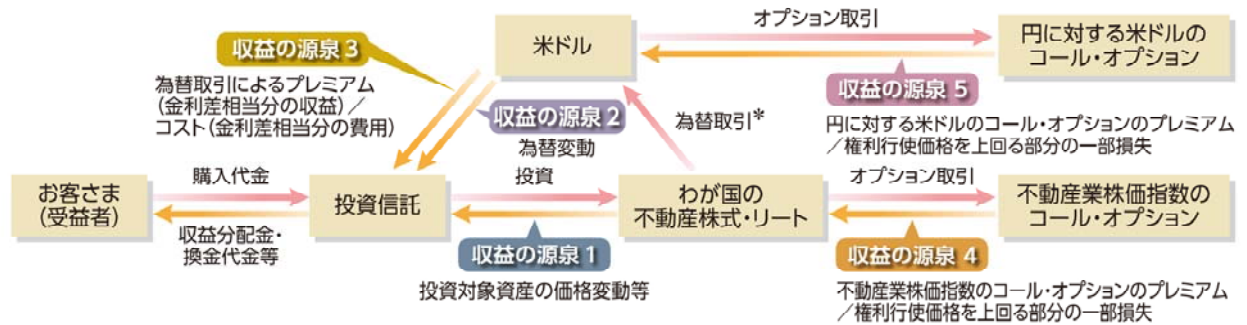 オプション取引
米ドル
円に対する米ドルの
コール・オプション
収益の源泉 3
為替取引によるプレミアム
(金利差相当分の収益)/
コスト(金利差相当分の費用)
収益の源泉 2
為替変動
為替取引*
収益の源泉 5
円に対する米ドルのコール・オプションのプレミアム
/権利行使価格を上回る部分の一部損失
お客さま
(受益者)
購入代金
収益分配金・
換金代金等
投資信託
投資
収益の源泉 1
投資対象資産の価格変動等
わが国の
不動産株式・リート
オプション取引
収益の源泉 4
不動産業株価指数の
コール・オプション
不動産業株価指数のコール・オプションのプレミアム
/権利行使価格を上回る部分の一部損失